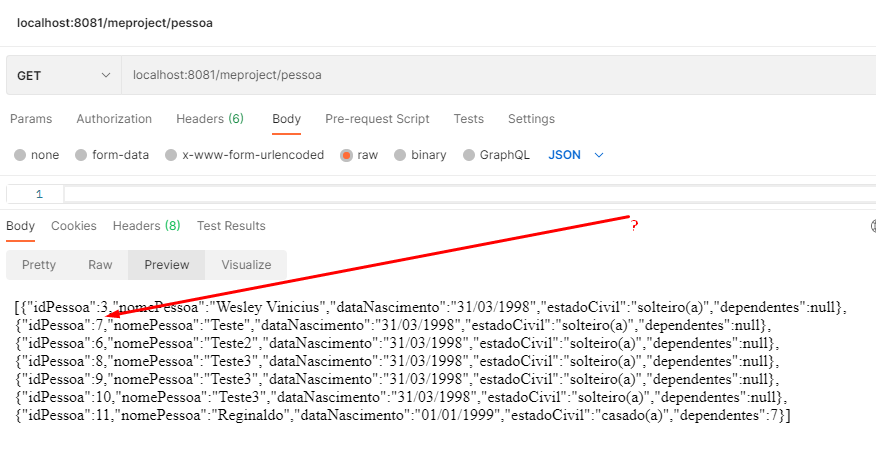 localhost:8081/meproject/pessoa
GET localhost:8081/meproject/pessoa
Params Authorization Headers (6) Body Pre-request Script Tests Settings
none form-data x-www-form-urlencoded raw binary GraphQL JSON
1
Body Cookies Headers (8) Test Results
?
Pretty Raw Preview Visualize
[{"idPessoa":3,"nomePessoa":"Wesley Vinicius","dataNascimento":"31/03/1998","estadoCivil":"solteiro(a)","dependentes":null},
{"idPessoa":7,"nomePessoa":"Teste","dataNascimento":"31/03/1998","estadoCivil":"solteiro(a)","dependentes":null},
{"idPessoa":6,"nomePessoa":"Teste2","dataNascimento":"31/03/1998","estadoCivil":"solteiro(a)","dependentes":null},
{"idPessoa":8,"nomePessoa":"Teste3","dataNascimento":"31/03/1998","estadoCivil":"solteiro(a)","dependentes":null},
{"idPessoa":9,"nomePessoa":"Teste3","dataNascimento":"31/03/1998","estadoCivil":"solteiro(a)","dependentes":null},
{"idPessoa":10,"nomePessoa":"Teste3","dataNascimento":"31/03/1998","estadoCivil":"solteiro(a)","dependentes":null},
{"idPessoa":11,"nomePessoa":"Reginaldo","dataNascimento":"01/01/1999","estadoCivil":"casado(a)","dependentes":7}]